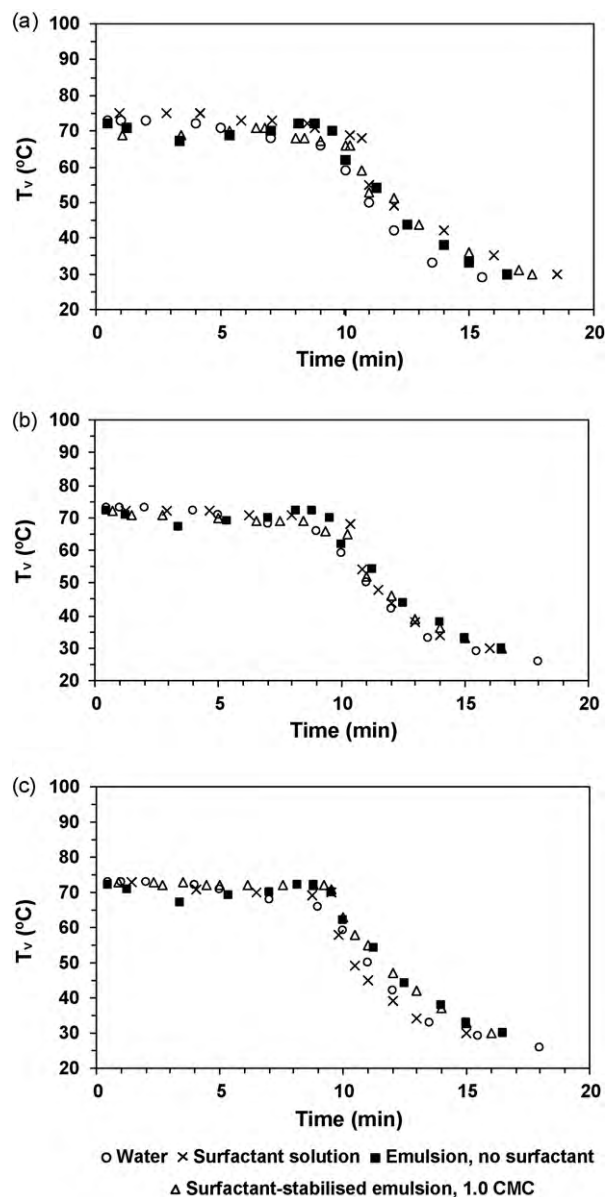 (a)
100
90
80
70
60
50
40
30
20
Tv (ºC)
0 5 10 15 20
Time (min)
(b)
100
90
80
70
60
50
40
30
20
Tv (ºC)
0 5 10 15 20
Time (min)
(c)
100
90
80
70
60
50
40
30
20
Tv (ºC)
0 5 10 15 20
Time (min)
○ Water × Surfactant solution ■ Emulsion, no surfactant
△ Surfactant-stabilised emulsion, 1.0 CMC